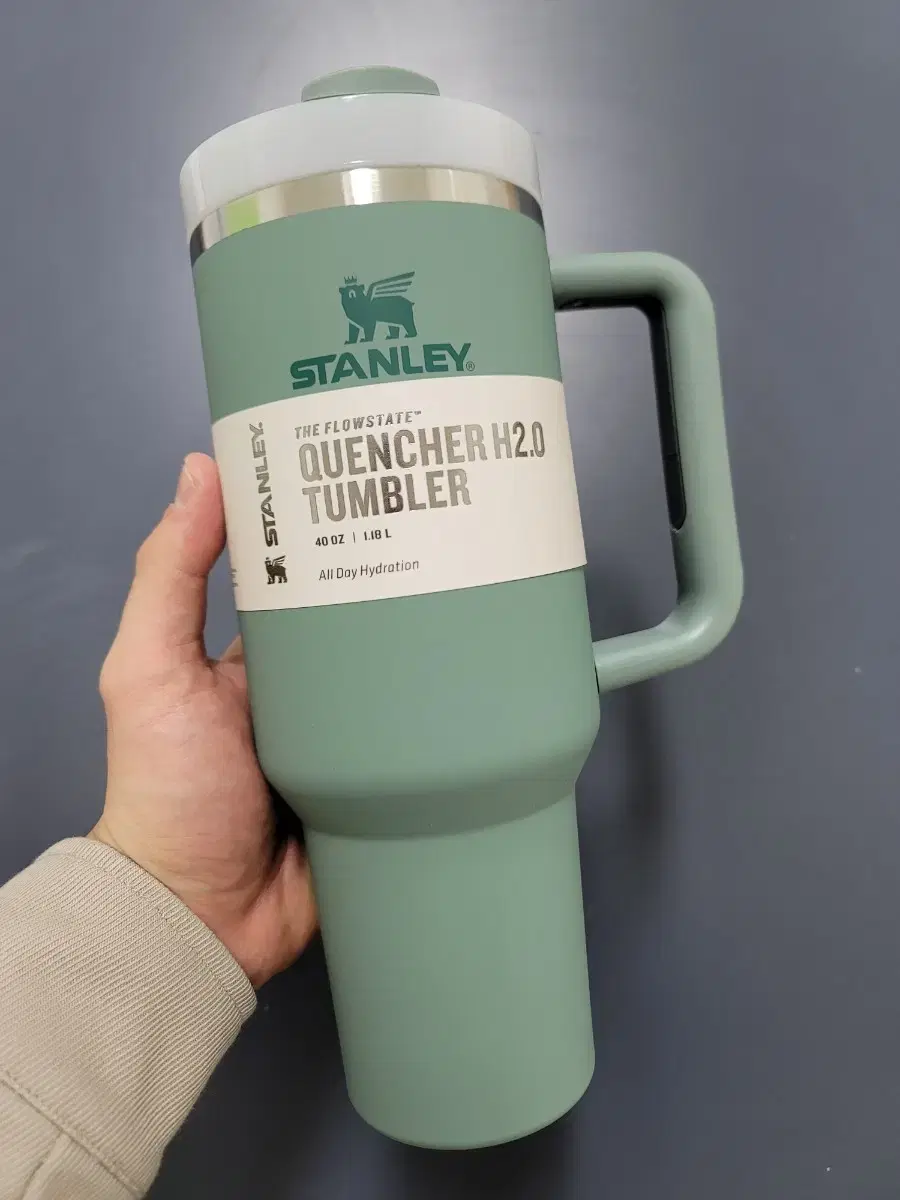 STANLEY®
STANLEY
THE FLOWSTATE™
QUENCHER H2.0
TUMBLER
40 OZ | 1.18 L
All Day Hydration